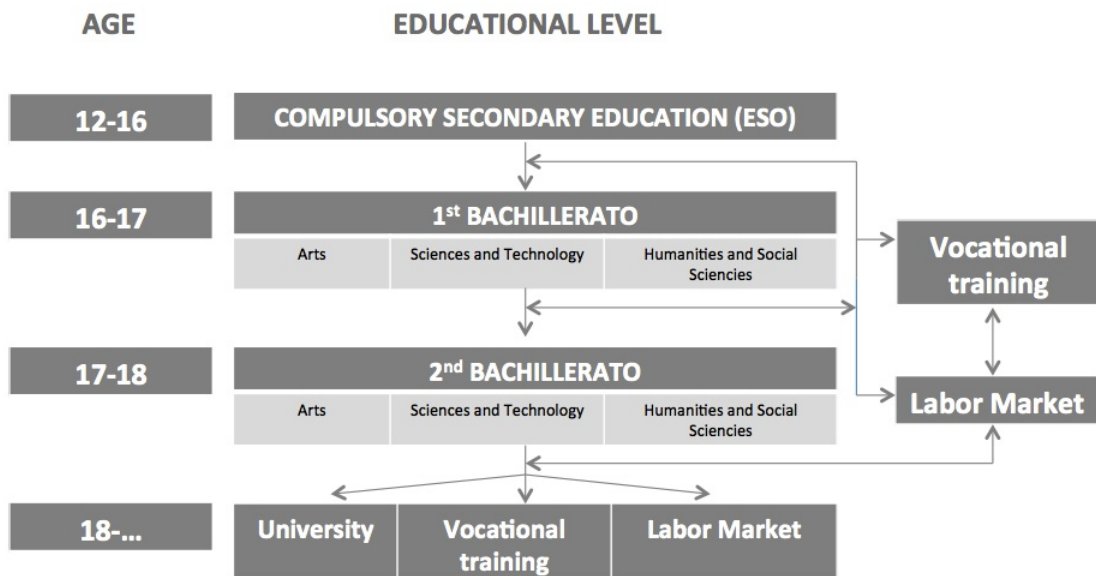 AGE
EDUCATIONAL LEVEL
12-16
COMPULSORY SECONDARY EDUCATION (ESO)
16-17
1st BACHILLERATO
Arts
Sciences and Technology
Humanities and Social
Sciencies
Vocational
training
17-18
2nd BACHILLERATO
Arts
Sciences and Technology
Humanities and Social
Sciencies
Labor Market
18-...
University
Vocational
training
Labor Market